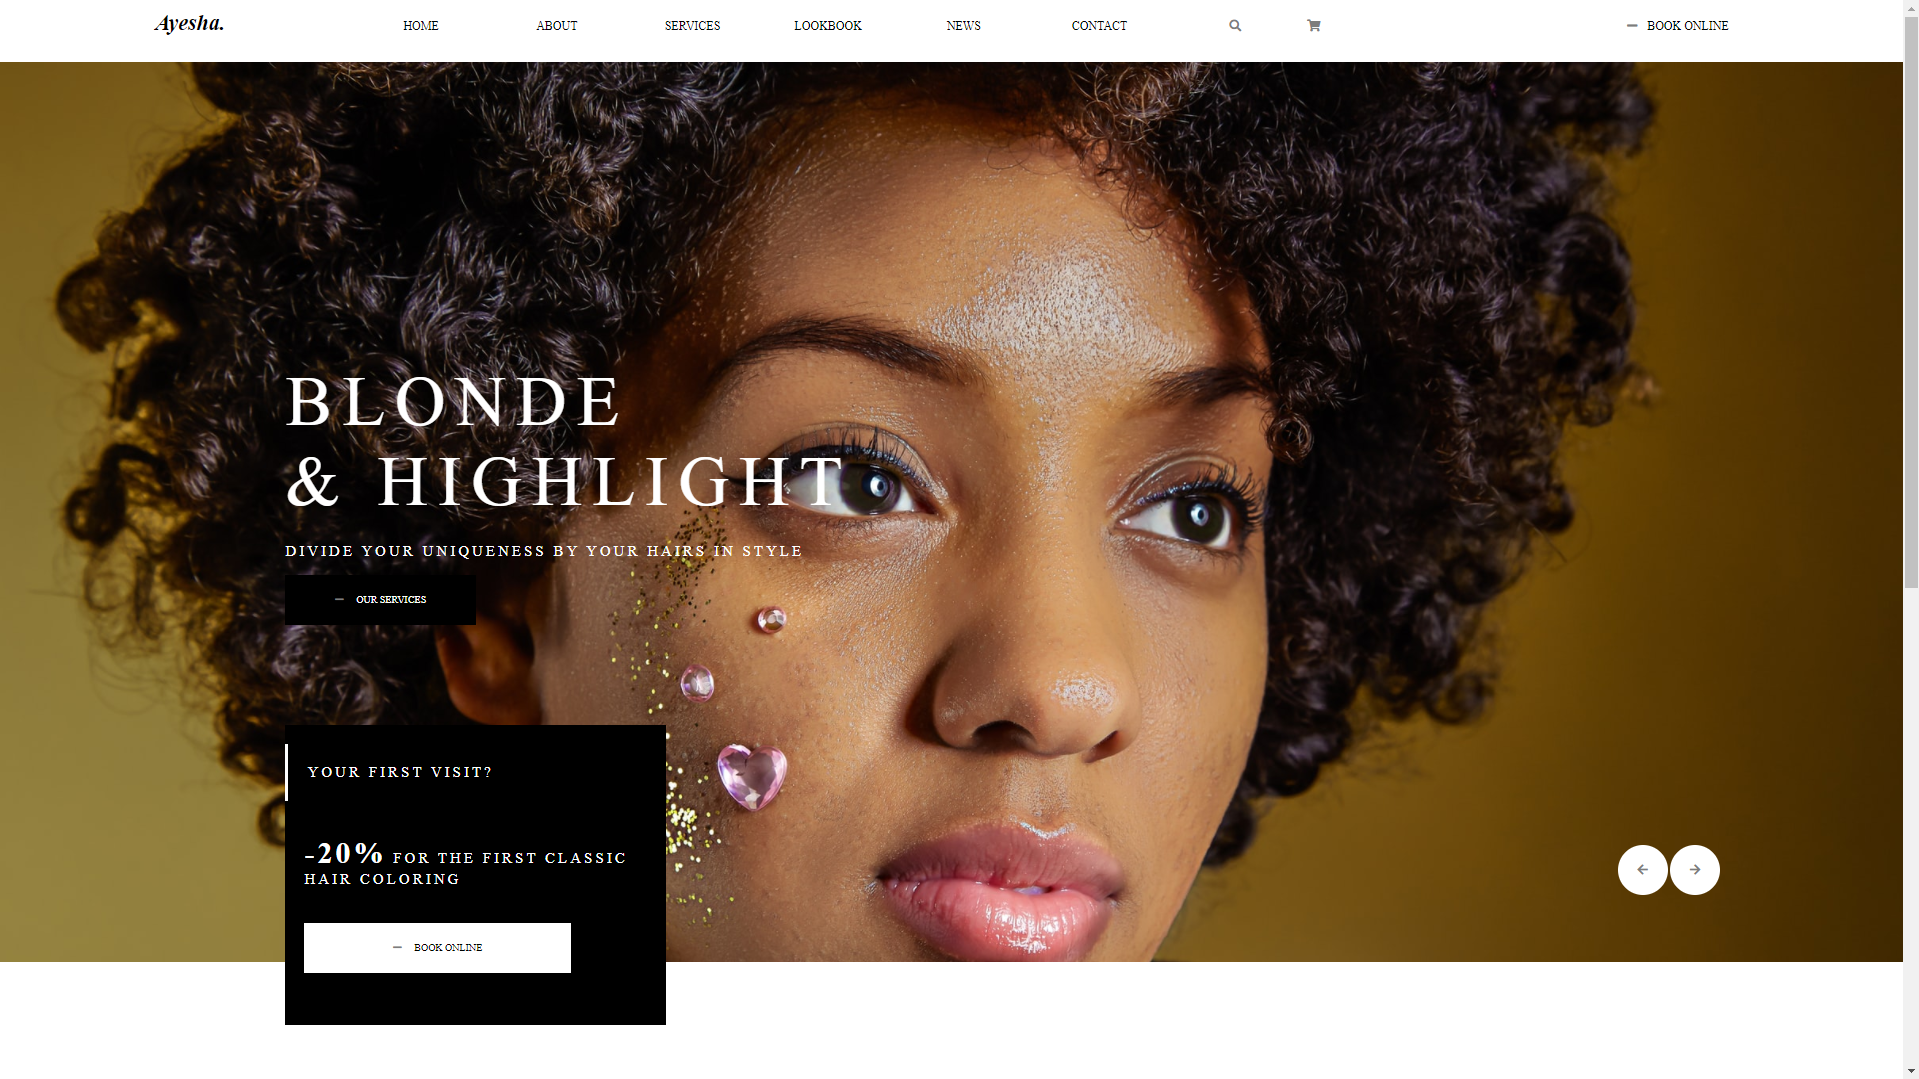 Ayesha.
HOME ABOUT SERVICES LOOKBOOK NEWS CONTACT
BOOK ONLINE
BLONDE
& HIGHLIGHT
DIVIDE YOUR UNIQUENESS BY YOUR HAIRS IN STYLE
OUR SERVICES
YOUR FIRST VISIT?
-20% FOR THE FIRST CLASSIC
HAIR COLORING
BOOK ONLINE